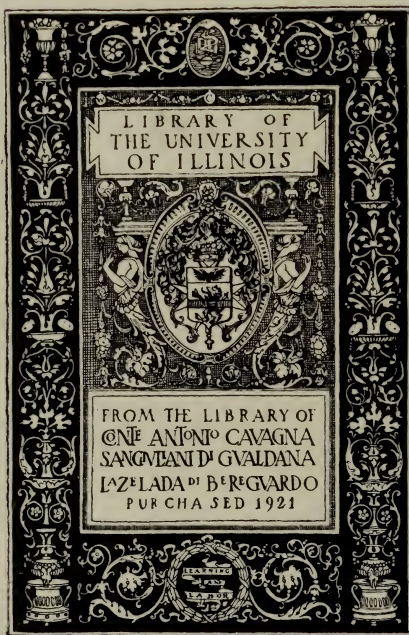 LIBRARY OF
THE UNIVERSITY
OF ILLINOIS
FROM THE LIBRARY OF
CONTE ANTONIO CAVAGNA
SANGIULIANI DI GUALDANA
LAZELADA DI BEREGUARDO
PURCHASED 1921
LEARNING
AND
LABOR